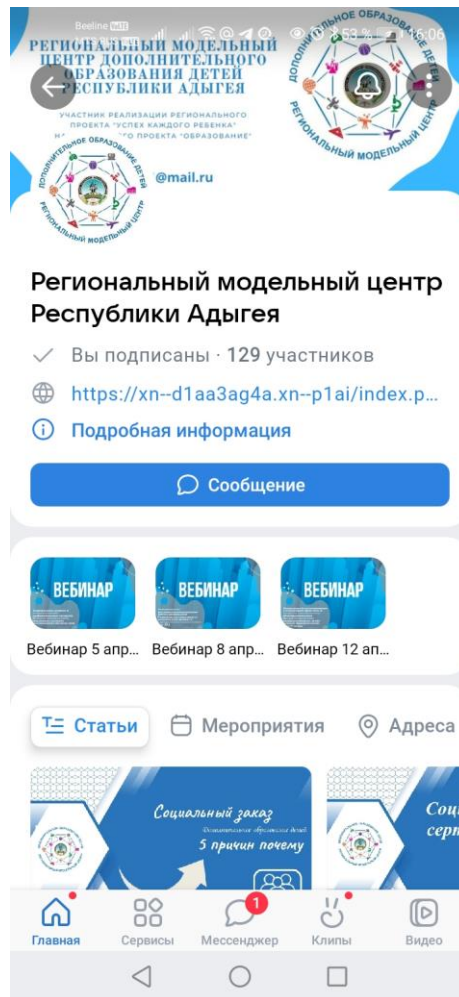 Beeline
53 %
16:06
РЕГИОНАЛЬНЫЙ МОДЕЛЬНЫЙ
ЦЕНТР ДОПОЛНИТЕЛЬНОГО
ОБРАЗОВАНИЯ ДЕТЕЙ
РЕСПУБЛИКИ АДЫГЕЯ
УЧАСТНИК РЕАЛИЗАЦИИ РЕГИОНАЛЬНОГО
ПРОЕКТА "УСПЕХ КАЖДОГО РЕБЕНКА"
ПРОЕКТА "ОБРАЗОВАНИЕ"
РЕГИОНАЛЬНЫЙ МОДЕЛЬНЫЙ
ДОПОЛНИТЕЛЬНОЕ ОБРАЗОВАНИЕ ДЕТЕЙ
РЕГИОНАЛЬНЫЙ МОДЕЛЬНЫЙ ЦЕНТР
@mail.ru
Региональный модельный центр
Республики Адыгея
Вы подписаны · 129 участников
https://xn--d1aa3ag4a.xn--p1ai/index.p...
Подробная информация
Сообщение
ВЕБИНАР
ВЕБИНАР
ВЕБИНАР
Вебинар 5 апр...
Вебинар 8 апр...
Вебинар 12 ап...
Статьи
Мероприятия
Адреса
Социальный заказ
5 причин почему
Главная
Сервисы
1
Мессенджер
Клипы
Видео